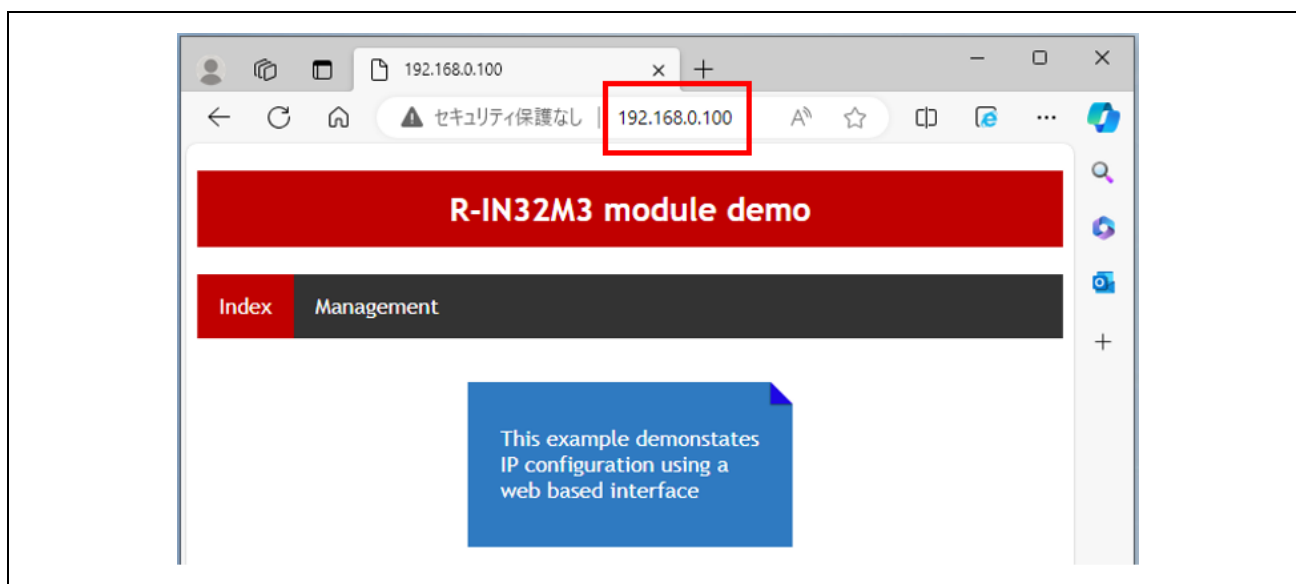 192.168.0.100
セキュリティ保護なし | 192.168.0.100
R-IN32M3 module demo
Index Management
This example demonstates
IP configuration using a
web based interface